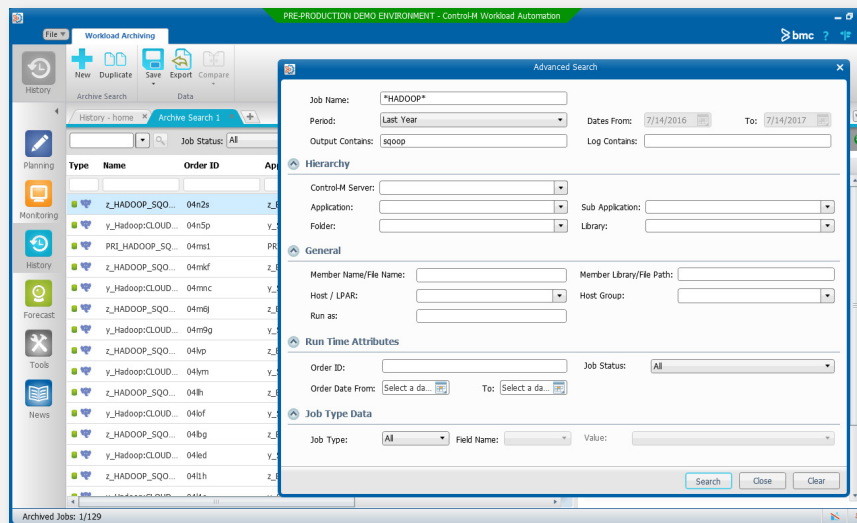 PRE-PRODUCTION DEMO ENVIRONMENT - Control-M Workload Automation
File
Workload Archiving
bmc
?
History
New
Duplicate
Save
Export
Compare
Archive Search
Data
History - home
Archive Search 1
Job Status: All
Type Name Order ID
z_HADOOP_SQO... 04n2s
y_Hadoop:CLOUD... 04n5p
PRI_HADOOP_SQ... 04ms1
z_HADOOP_SQO... 04mkf
y_Hadoop:CLOUD... 04mnc
z_HADOOP_SQO... 04m6j
y_Hadoop:CLOUD... 04m9g
z_HADOOP_SQO... 04lvp
y_Hadoop:CLOUD... 04lym
z_HADOOP_SQO... 04llh
y_Hadoop:CLOUD... 04lof
z_HADOOP_SQO... 04lbg
y_Hadoop:CLOUD... 04led
z_HADOOP_SQO... 04l1h
Planning
Monitoring
History
Forecast
Tools
News
Archived Jobs: 1/129
Advanced Search
Job Name: *HADOOP*
Period: Last Year Dates From: 7/14/2016 To: 7/14/2017
Output Contains: sqoop Log Contains:
Hierarchy
Control-M Server:
Application: Sub Application:
Folder: Library:
General
Member Name/File Name: Member Library/File Path:
Host / LPAR: Host Group:
Run as:
Run Time Attributes
Order ID: Job Status: All
Order Date From: Select a da... To: Select a da...
Job Type Data
Job Type: All Field Name: Value:
Search Close Clear